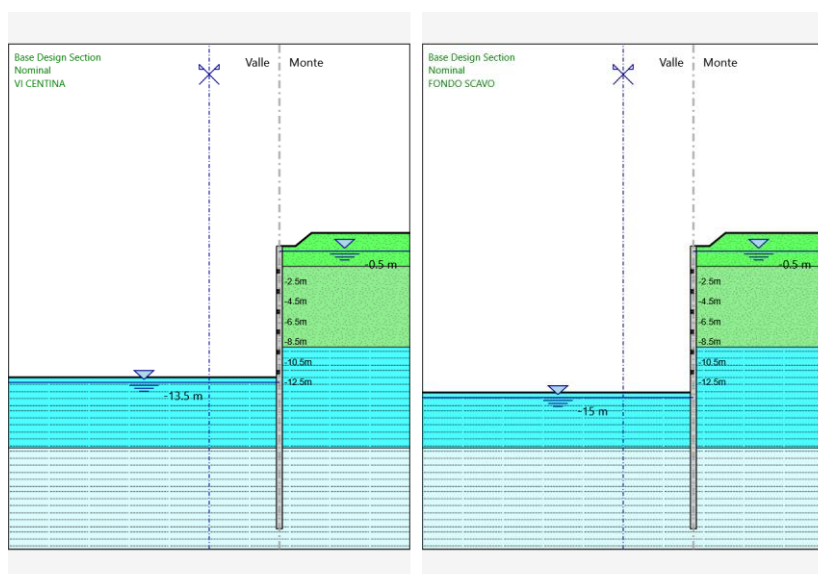 Base Design Section
Nominal
VI CENTINA
Valle
Monte
-0.5 m
-2.5m
-4.5m
-6.5m
-8.5m
-10.5m
-12.5m
-13.5 m
Base Design Section
Nominal
FONDO SCAVO
Valle
Monte
-0.5 m
-2.5m
-4.5m
-6.5m
-8.5m
-10.5m
-12.5m
-15 m